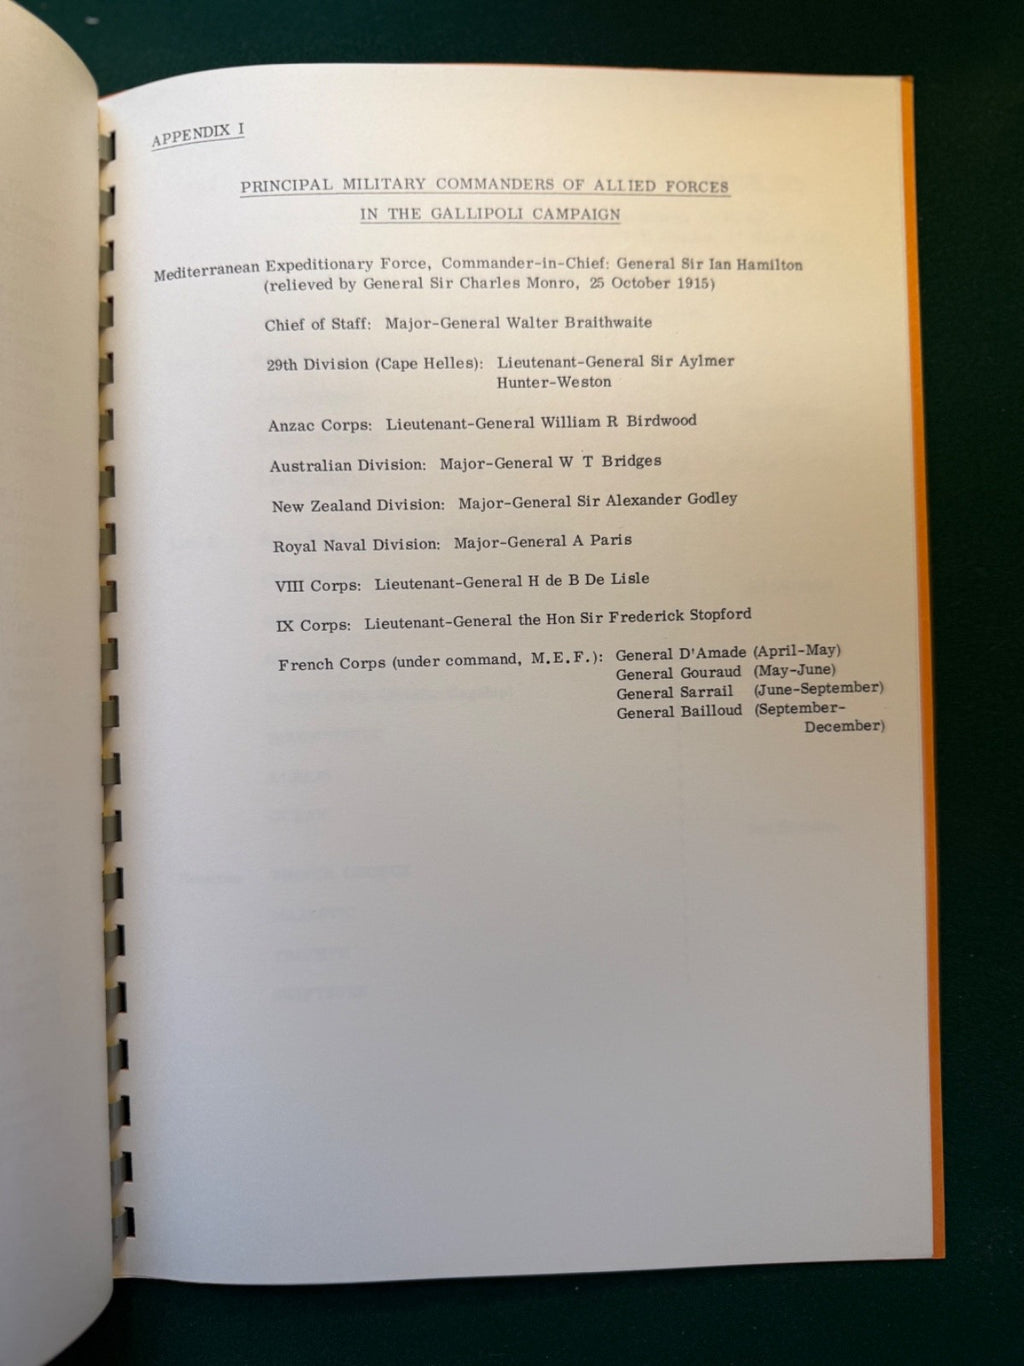 APPENDIX I
PRINCIPAL MILITARY COMMANDERS OF ALLIED FORCES
IN THE GALLIPOLI CAMPAIGN
Mediterranean Expeditionary Force, Commander-in-Chief: General Sir Ian Hamilton
(relieved by General Sir Charles Monro, 25 October 1915)
Chief of Staff: Major-General Walter Braithwaite
29th Division (Cape Helles): Lieutenant-General Sir Aylmer
Hunter-Weston
Anzac Corps: Lieutenant-General William R Birdwood
Australian Division: Major-General W T Bridges
New Zealand Division: Major-General Sir Alexander Godley
Royal Naval Division: Major-General A Paris
VIII Corps: Lieutenant-General H de B De Lisle
IX Corps: Lieutenant-General the Hon Sir Frederick Stopford
French Corps (under command, M.E.F.): General D'Amade (April-May)
General Gouraud (May-June)
General Sarrail (June-September)
General Bailloud (September-
December)